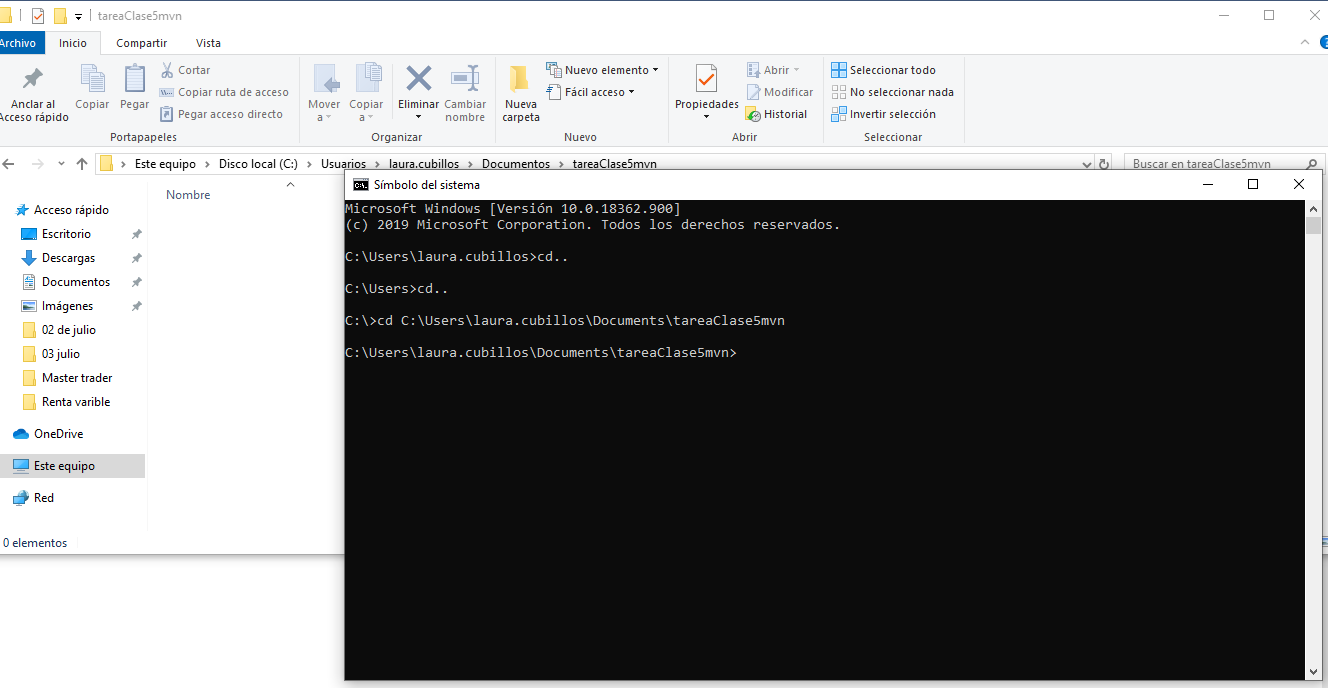 tareaClase5mvn
Archivo Inicio Compartir Vista
Anclar al
Acceso rápido
Copiar
Pegar
Cortar
Copiar ruta de acceso
Pegar acceso directo
Portapapeles
Mover
a
Copiar
a
Eliminar
Cambiar
nombre
Organizar
Nueva
carpeta
Nuevo elemento
Fácil acceso
Nuevo
Propiedades
Abrir
Modificar
Historial
Abrir
Seleccionar todo
No seleccionar nada
Invertir selección
Seleccionar
Este equipo > Disco local (C:) > Usuarios > laura.cubillos > Documentos > tareaClase5mvn
Buscar en tareaClase5mvn
Nombre
Acceso rápido
Escritorio
Descargas
Documentos
Imágenes
02 de julio
03 julio
Master trader
Renta varible
OneDrive
Este equipo
Red
0 elementos
Símbolo del sistema
Microsoft Windows [Versión 10.0.18362.900]
(c) 2019 Microsoft Corporation. Todos los derechos reservados.
C:\Users\laura.cubillos>cd..
C:\Users>cd..
C:\>cd C:\Users\laura.cubillos\Documents\tareaClase5mvn
C:\Users\laura.cubillos\Documents\tareaClase5mvn>